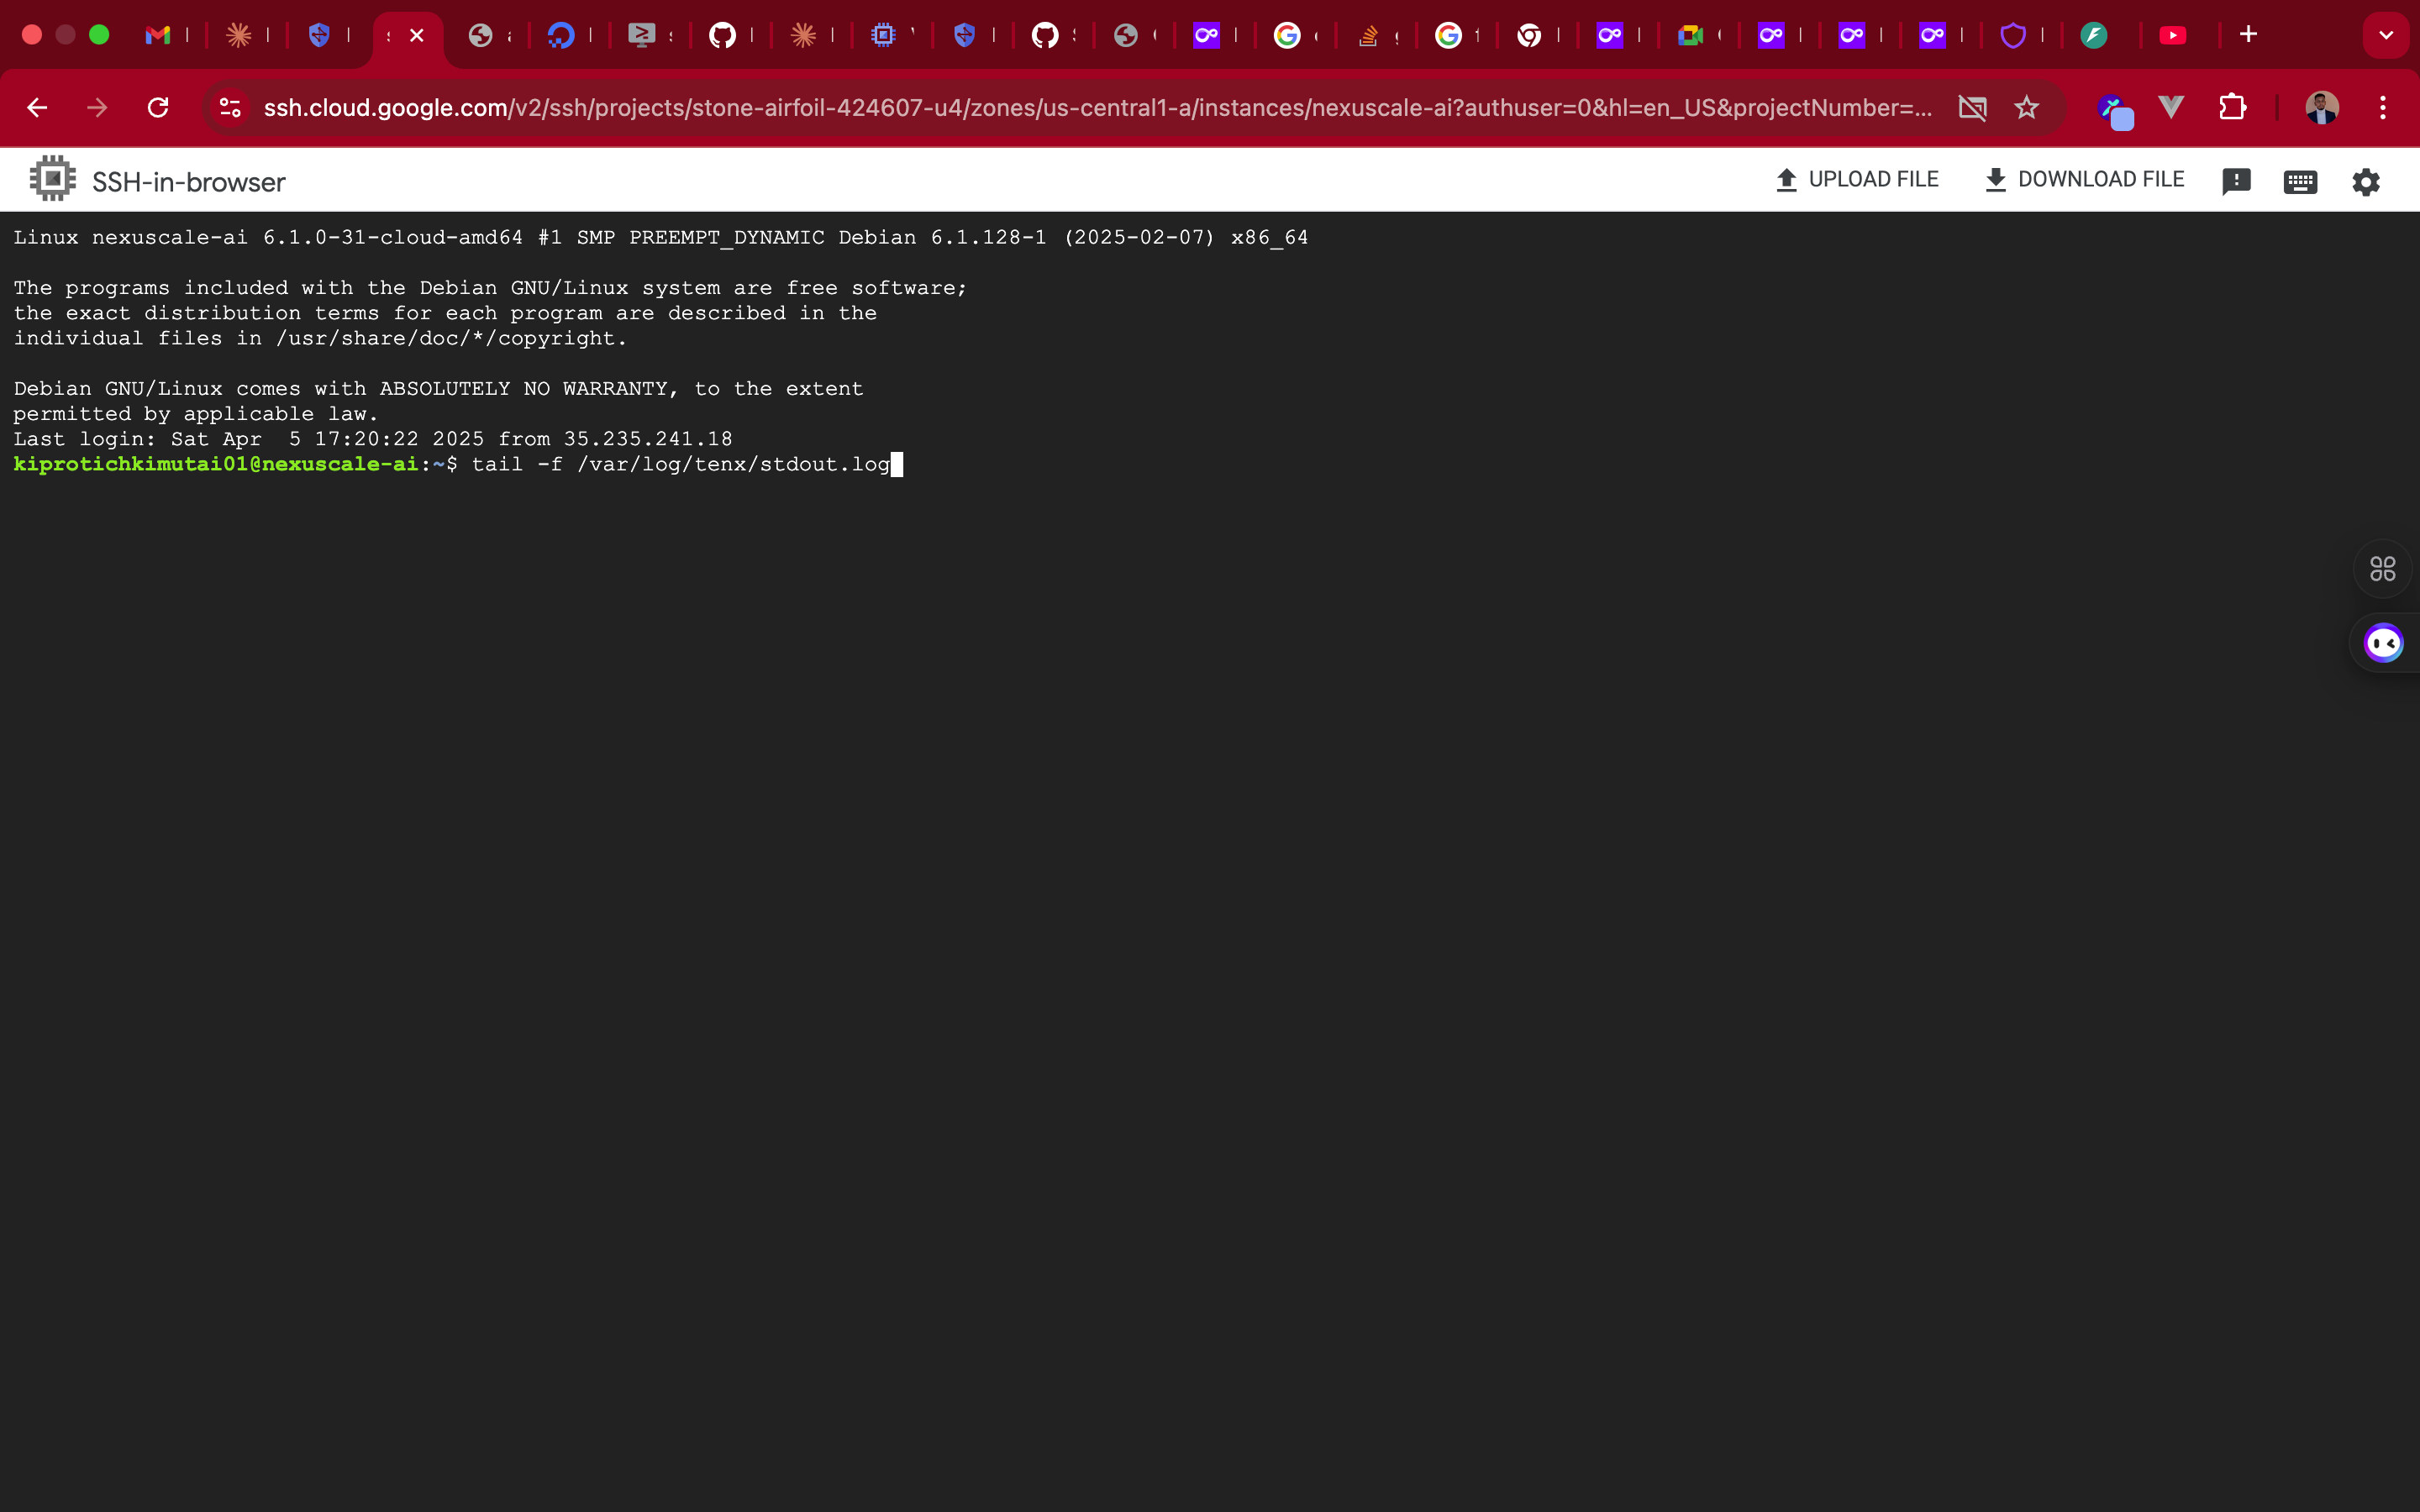 ssh.cloud.google.com/v2/ssh/projects/stone-airfoil-424607-u4/zones/us-central1-a/instances/nexuscale-ai?authuser=0&hl=en_US&projectNumber=...
SSH-in-browser
UPLOAD FILE
DOWNLOAD FILE
Linux nexuscale-ai 6.1.0-31-cloud-amd64 #1 SMP PREEMPT_DYNAMIC Debian 6.1.128-1 (2025-02-07) x86_64
The programs included with the Debian GNU/Linux system are free software;
the exact distribution terms for each program are described in the
individual files in /usr/share/doc/*/copyright.
Debian GNU/Linux comes with ABSOLUTELY NO WARRANTY, to the extent
permitted by applicable law.
Last login: Sat Apr  5 17:20:22 2025 from 35.235.241.18
kiprotichkimutai01@nexuscale-ai:~$ tail -f /var/log/tenx/stdout.log